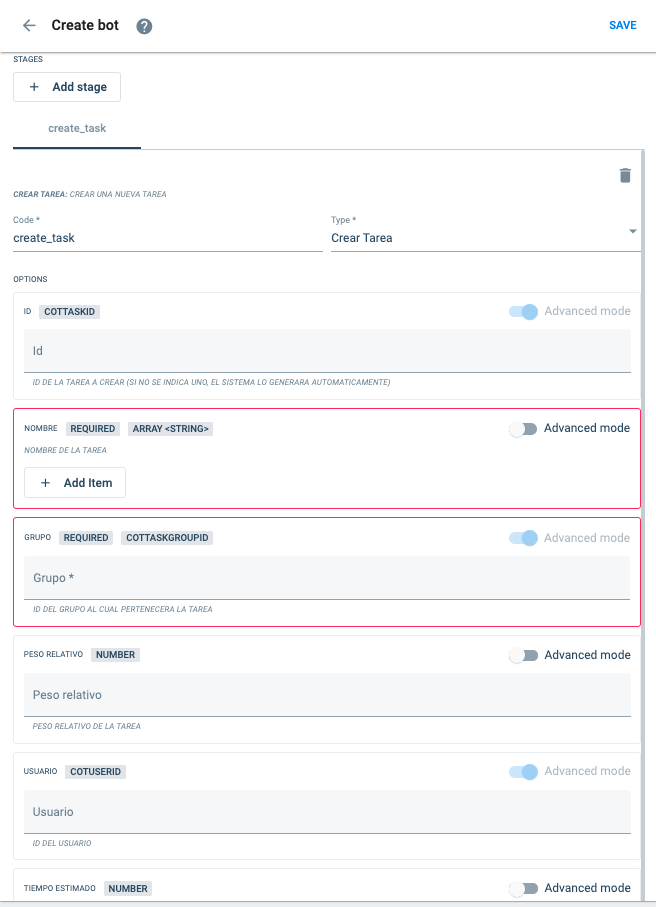 Create bot
SAVE
STAGES
+ Add stage
create_task
CREAR TAREA: CREAR UNA NUEVA TAREA
Code *
Type *
create_task
Crear Tarea
OPTIONS
ID COTTASKID Advanced mode
Id
ID DE LA TAREA A CREAR (SI NO SE INDICA UNO, EL SISTEMA LO GENERARA AUTOMATICAMENTE)
NOMBRE REQUIRED ARRAY <STRING> Advanced mode
NOMBRE DE LA TAREA
+ Add Item
GRUPO REQUIRED COTTASKGROUPID Advanced mode
Grupo *
ID DEL GRUPO AL CUAL PERTENECERA LA TAREA
PESO RELATIVO NUMBER Advanced mode
Peso relativo
PESO RELATIVO DE LA TAREA
USUARIO COTUSERID Advanced mode
Usuario
ID DEL USUARIO
TIEMPO ESTIMADO NUMBER Advanced mode